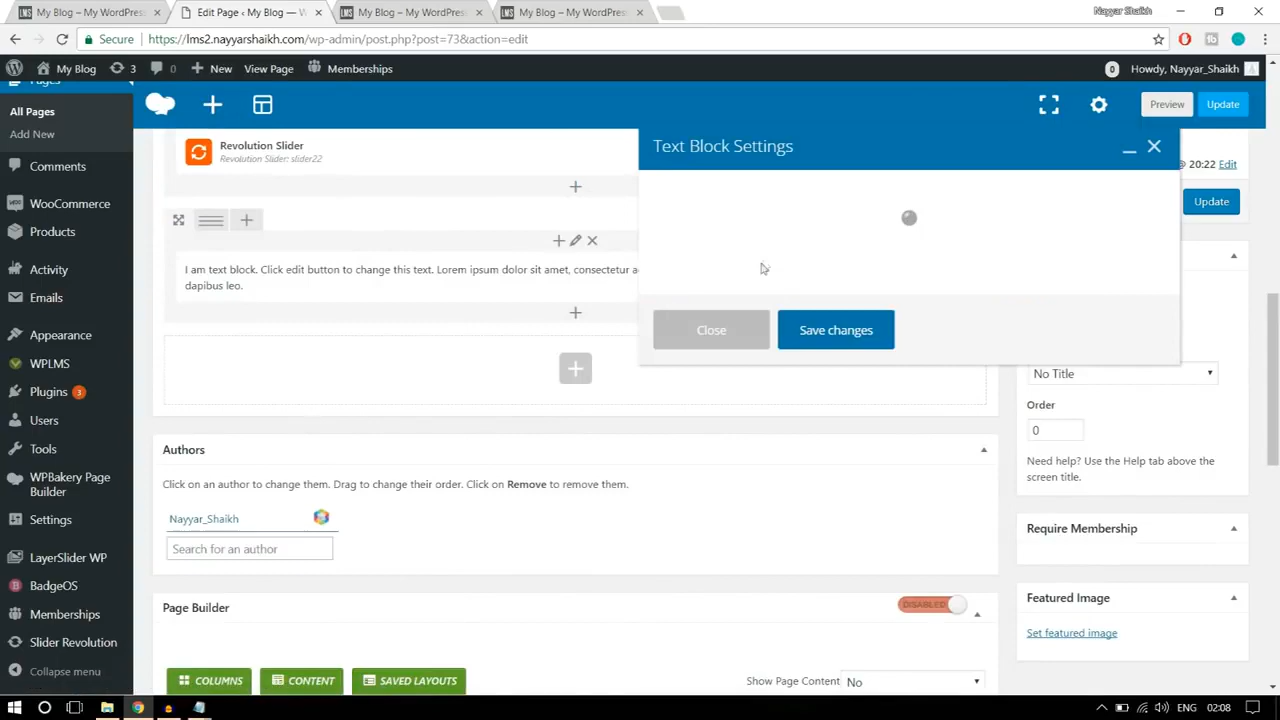 My Blog – My WordPres
Edit Page ‹ My Blog — W
My Blog – My WordPres
My Blog – My WordPres
Nayyar Shaikh
Secure
https://lms2.nayyarshaikh.com/wp-admin/post.php?post=73&action=edit
My Blog
3
0
New
View Page
Memberships
0
Howdy, Nayyar_Shaikh
Pages
All Pages
Add New
Comments
WooCommerce
Products
Activity
Emails
Appearance
WPLMS
Plugins 3
Users
Tools
WPBakery Page
Builder
Settings
LayerSlider WP
BadgeOS
Memberships
Slider Revolution
Collapse menu
Preview
Update
Revolution Slider
Revolution Slider: slider22
I am text block. Click edit button to change this text. Lorem ipsum dolor sit amet, consectetur a
dapibus leo.
Text Block Settings
Close
Save changes
@ 20:22 Edit
Update
No Title
Order
0
Need help? Use the Help tab above the
screen title.
Require Membership
Featured Image
Set featured image
Authors
Click on an author to change them. Drag to change their order. Click on Remove to remove them.
Nayyar_Shaikh
Search for an author
Page Builder
DISABLED
COLUMNS
CONTENT
SAVED LAYOUTS
Show Page Content
No
ENG
02:08